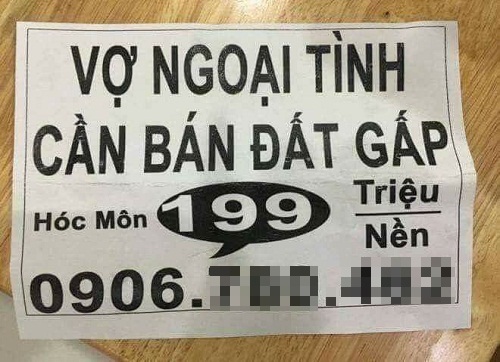 VỢ NGOẠI TÌNH
CẦN BÁN ĐẤT GẤP
Hóc Môn 199 Triệu
Nền
0906.